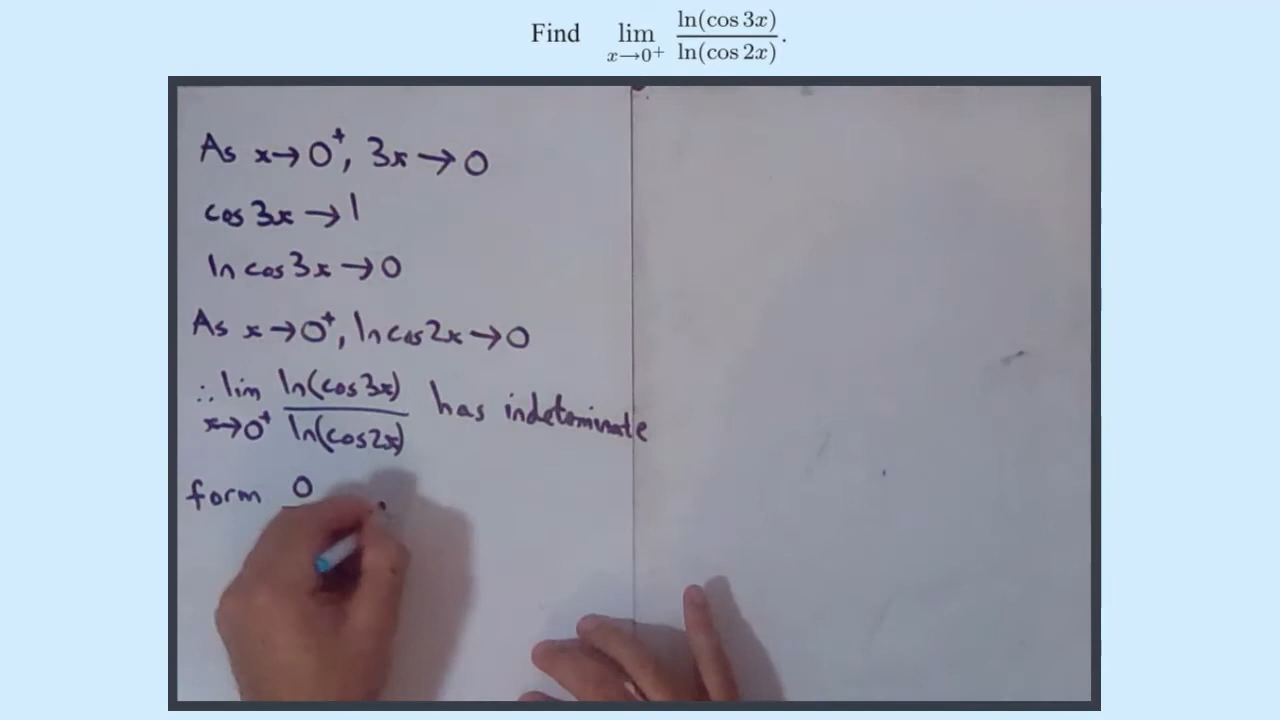 Find lim x→0⁺ ln(cos 3x) / ln(cos 2x).
As x→0⁺, 3x→0
cos 3x→1
ln cos 3x→0
As x→0⁺, ln cos 2x→0
∴ lim x→0⁺ ln(cos 3x) / ln(cos 2x) has indeterminate
form 0